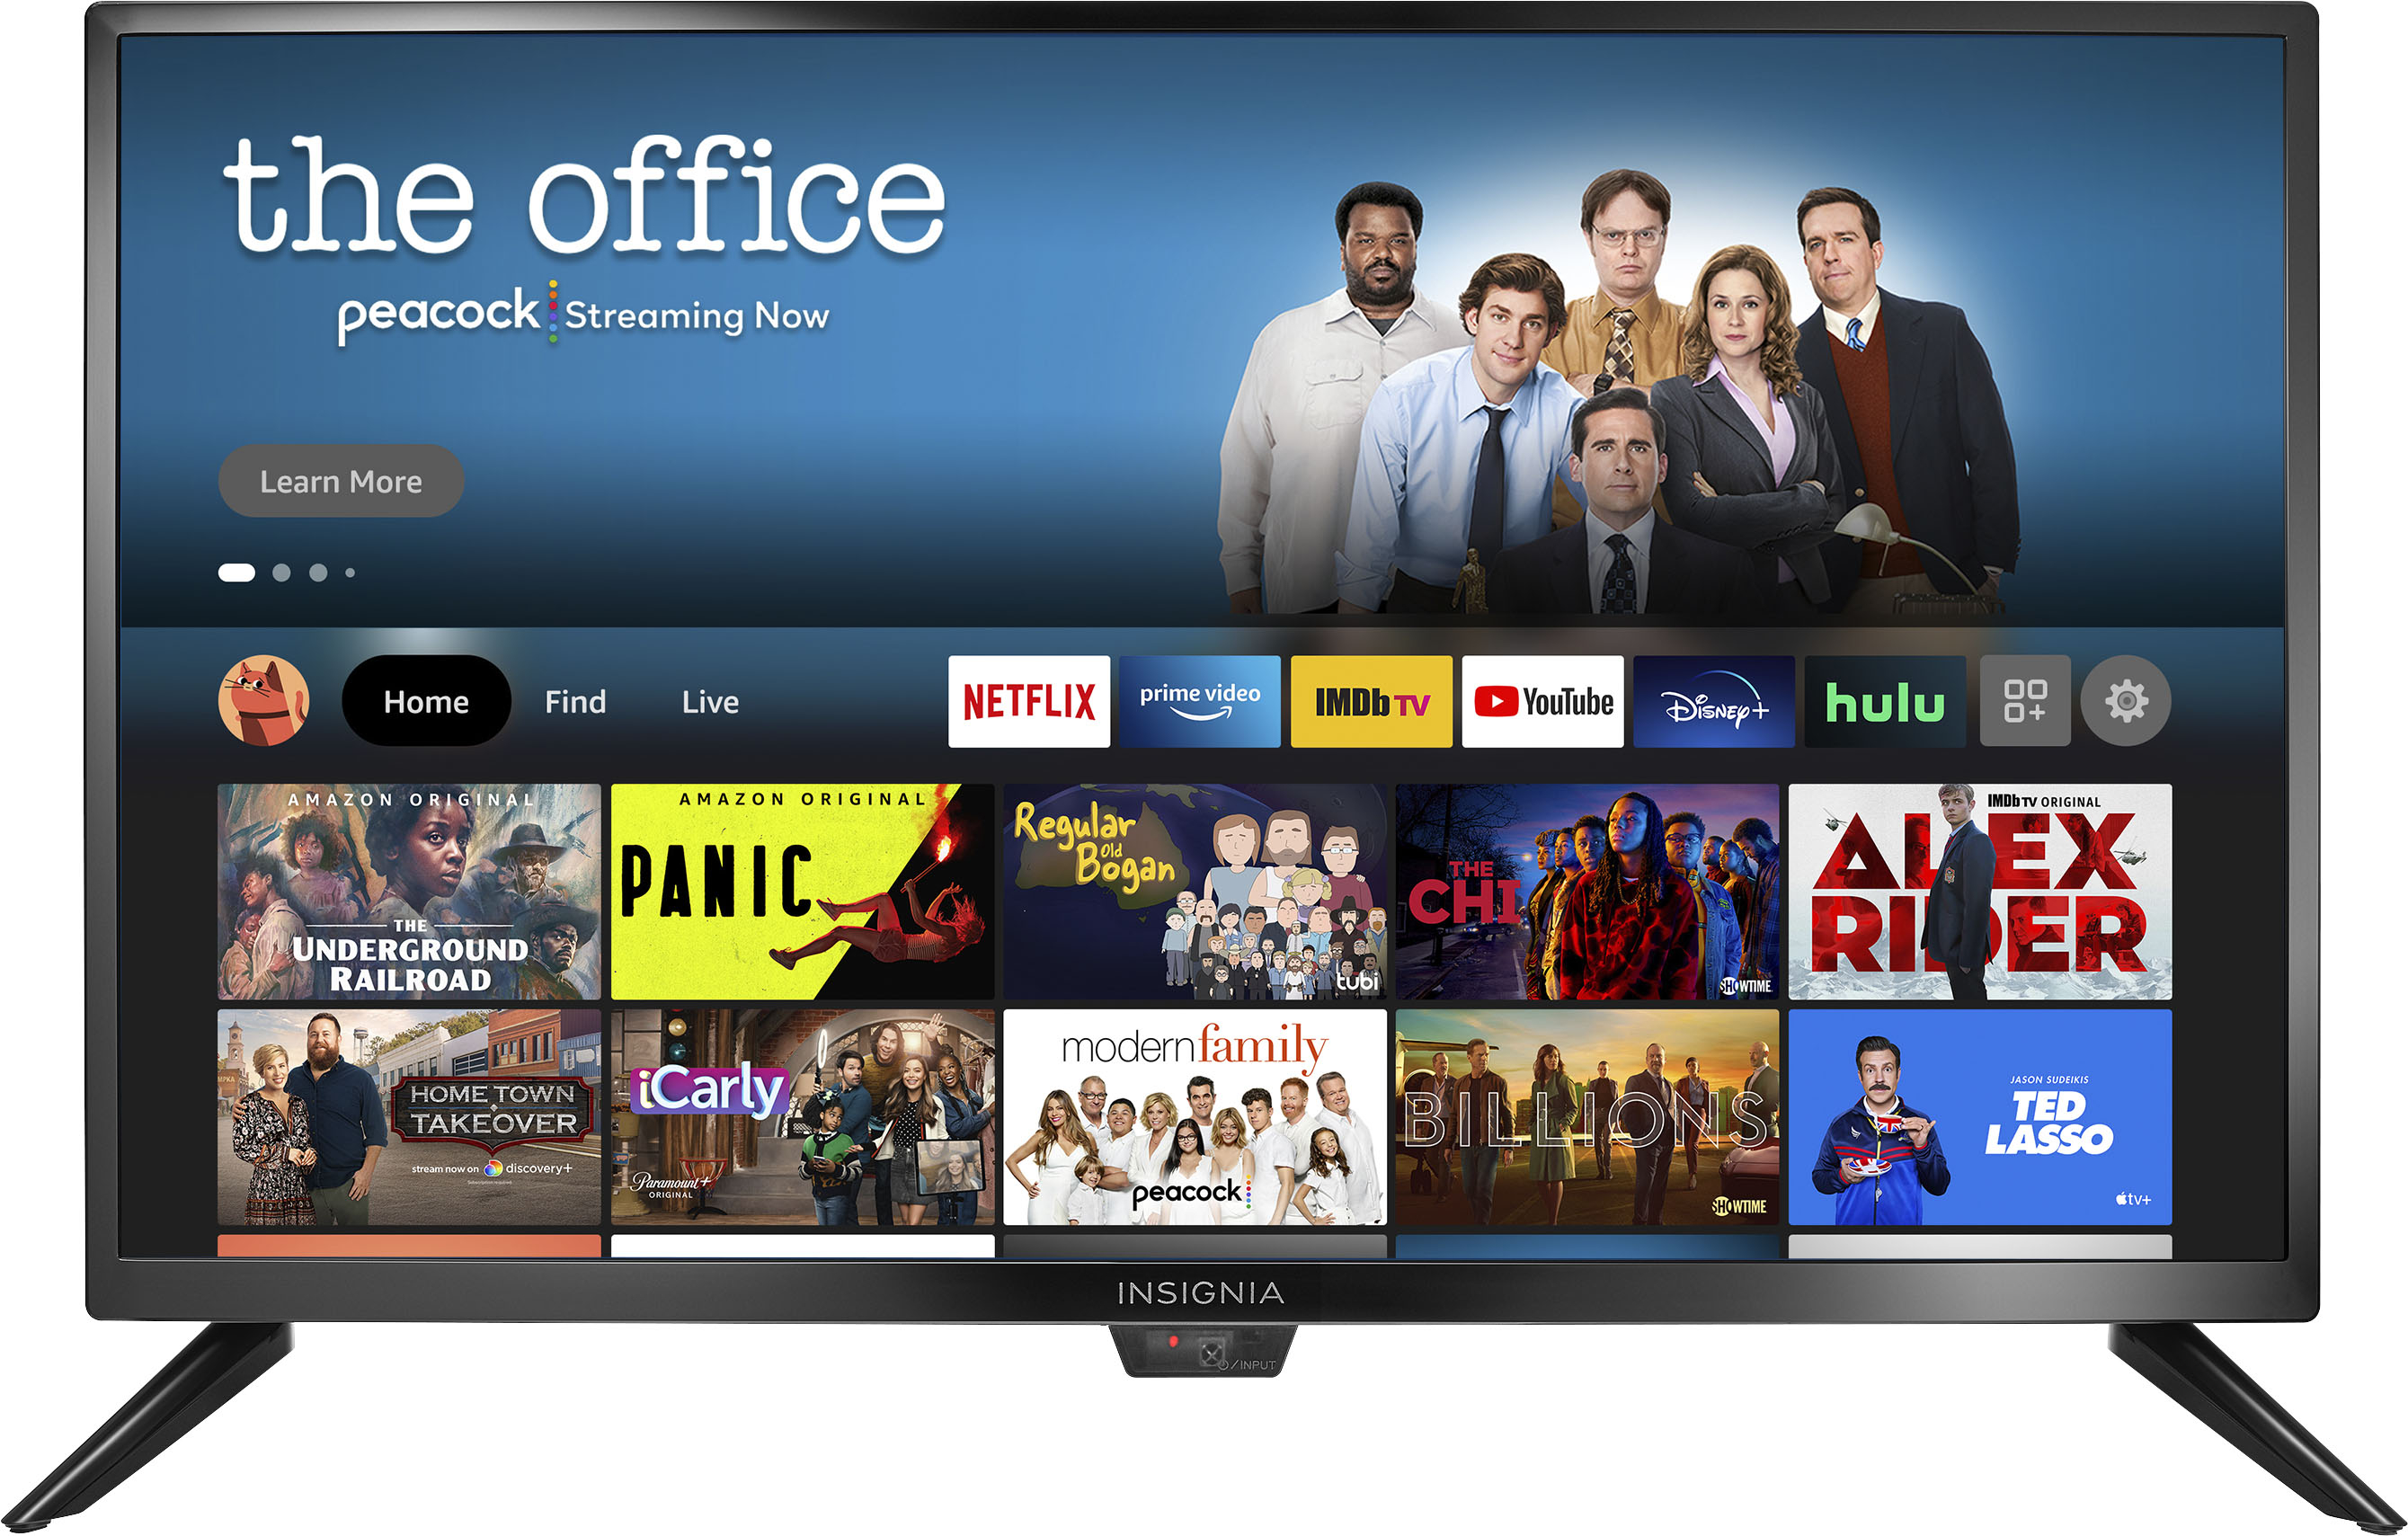 the office
peacock Streaming Now
Learn More
Home Find Live NETFLIX prime video IMDb TV YouTube Disney+ hulu
AMAZON ORIGINAL
THE
UNDERGROUND
RAILROAD
AMAZON ORIGINAL
PANIC
Regular
Old
Bogan
tubi
THE
CHI
SHOWTIME
IMDb TV ORIGINAL
ALEX
RIDER
HOME TOWN
TAKEOVER
stream now on discovery+
iCarly
Paramount+
ORIGINAL
modern family
peacock
BILLIONS
SHOWTIME
JASON SUDEIKIS
TED
LASSO
tv+
INSIGNIA
/INPUT